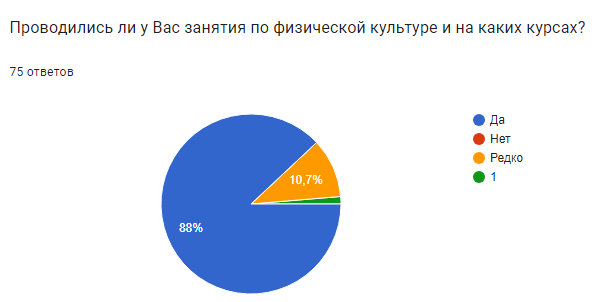 Проводились ли у Вас занятия по физической культуре и на каких курсах?
75 ответов
Да
Нет
Редко
1
10,7%
88%